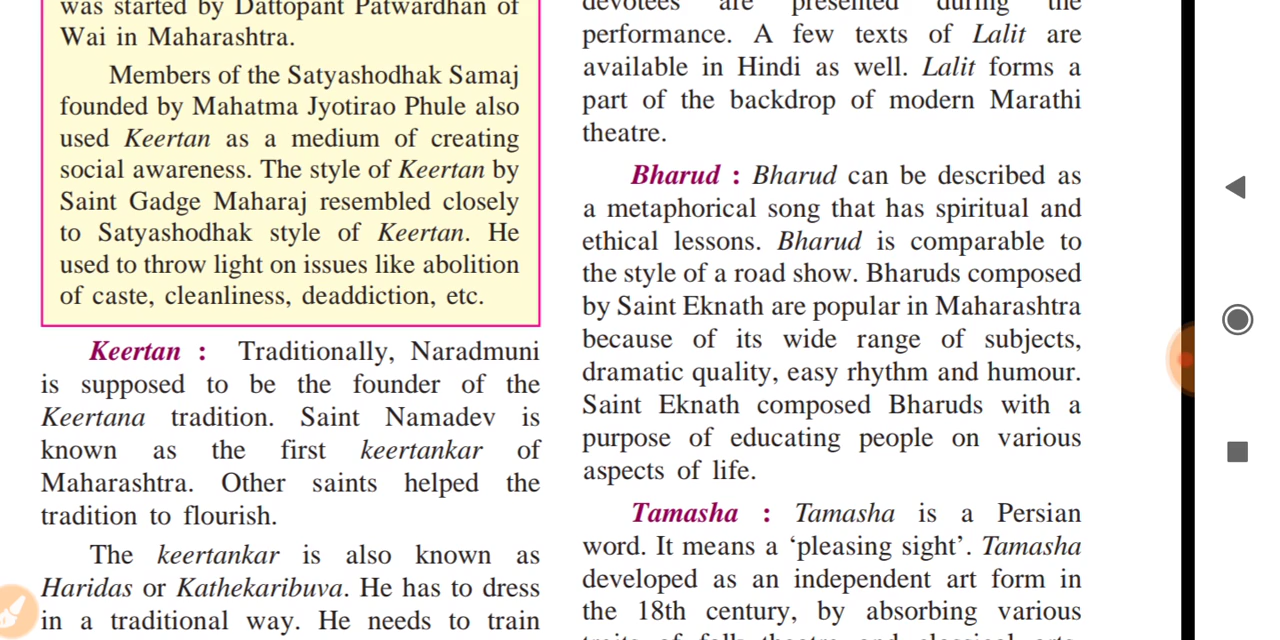 was started by Dattopant Patwardhan of
Wai in Maharashtra.
Members of the Satyashodhak Samaj
founded by Mahatma Jyotirao Phule also
used Keertan as a medium of creating
social awareness. The style of Keertan by
Saint Gadge Maharaj resembled closely
to Satyashodhak style of Keertan. He
used to throw light on issues like abolition
of caste, cleanliness, deaddiction, etc.
Keertan : Traditionally, Naradmuni
is supposed to be the founder of the
Keertana tradition. Saint Namadev is
known as the first keertankar of
Maharashtra. Other saints helped the
tradition to flourish.
The keertankar is also known as
Haridas or Kathekaribuva. He has to dress
in a traditional way. He needs to train
devotees are presented during the
performance. A few texts of Lalit are
available in Hindi as well. Lalit forms a
part of the backdrop of modern Marathi
theatre.
Bharud : Bharud can be described as
a metaphorical song that has spiritual and
ethical lessons. Bharud is comparable to
the style of a road show. Bharuds composed
by Saint Eknath are popular in Maharashtra
because of its wide range of subjects,
dramatic quality, easy rhythm and humour.
Saint Eknath composed Bharuds with a
purpose of educating people on various
aspects of life.
Tamasha : Tamasha is a Persian
word. It means a ‘pleasing sight’. Tamasha
developed as an independent art form in
the 18th century, by absorbing various